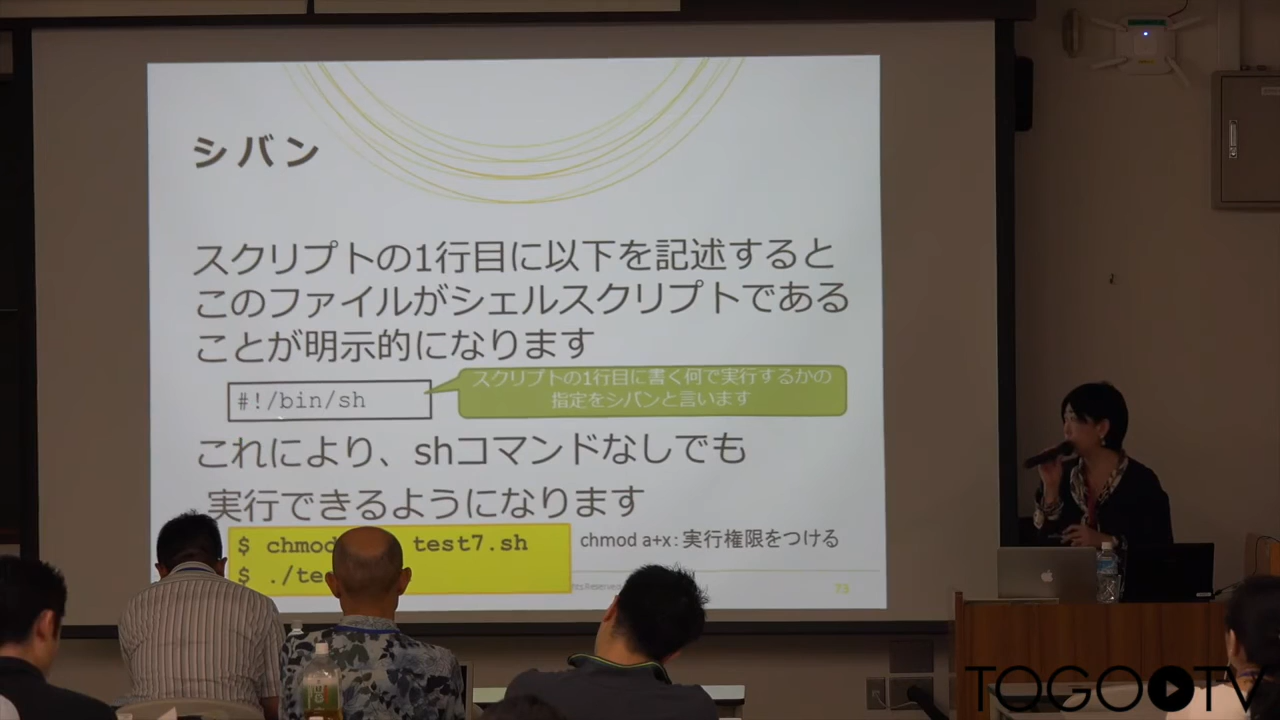 シバン
スクリプトの1行目に以下を記述すると
このファイルがシェルスクリプトである
ことが明示的になります
#!/bin/sh
スクリプトの1行目に書く何で実行するかの
指定をシバンと言います
これにより、shコマンドなしでも
実行できるようになります
$ chmod test7.sh
chmod a+x：実行権限をつける
$ ./te
Reserved
73
TOGOTV